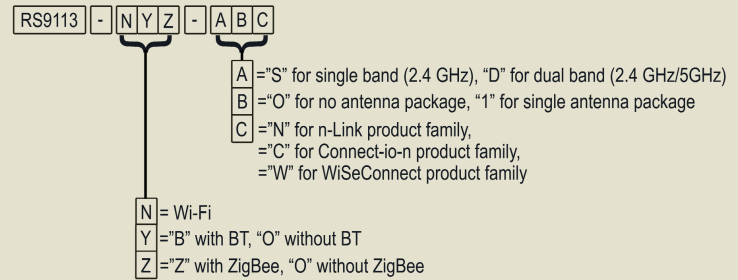 RS9113 - N Y Z - A B C
A ="S" for single band (2.4 GHz), "D" for dual band (2.4 GHz/5GHz)
B ="O" for no antenna package, "1" for single antenna package
C ="N" for n-Link product family,
="C" for Connect-io-n product family,
="W" for WiSeConnect product family
N = Wi-Fi
Y ="B" with BT, "O" without BT
Z ="Z" with ZigBee, "O" without ZigBee